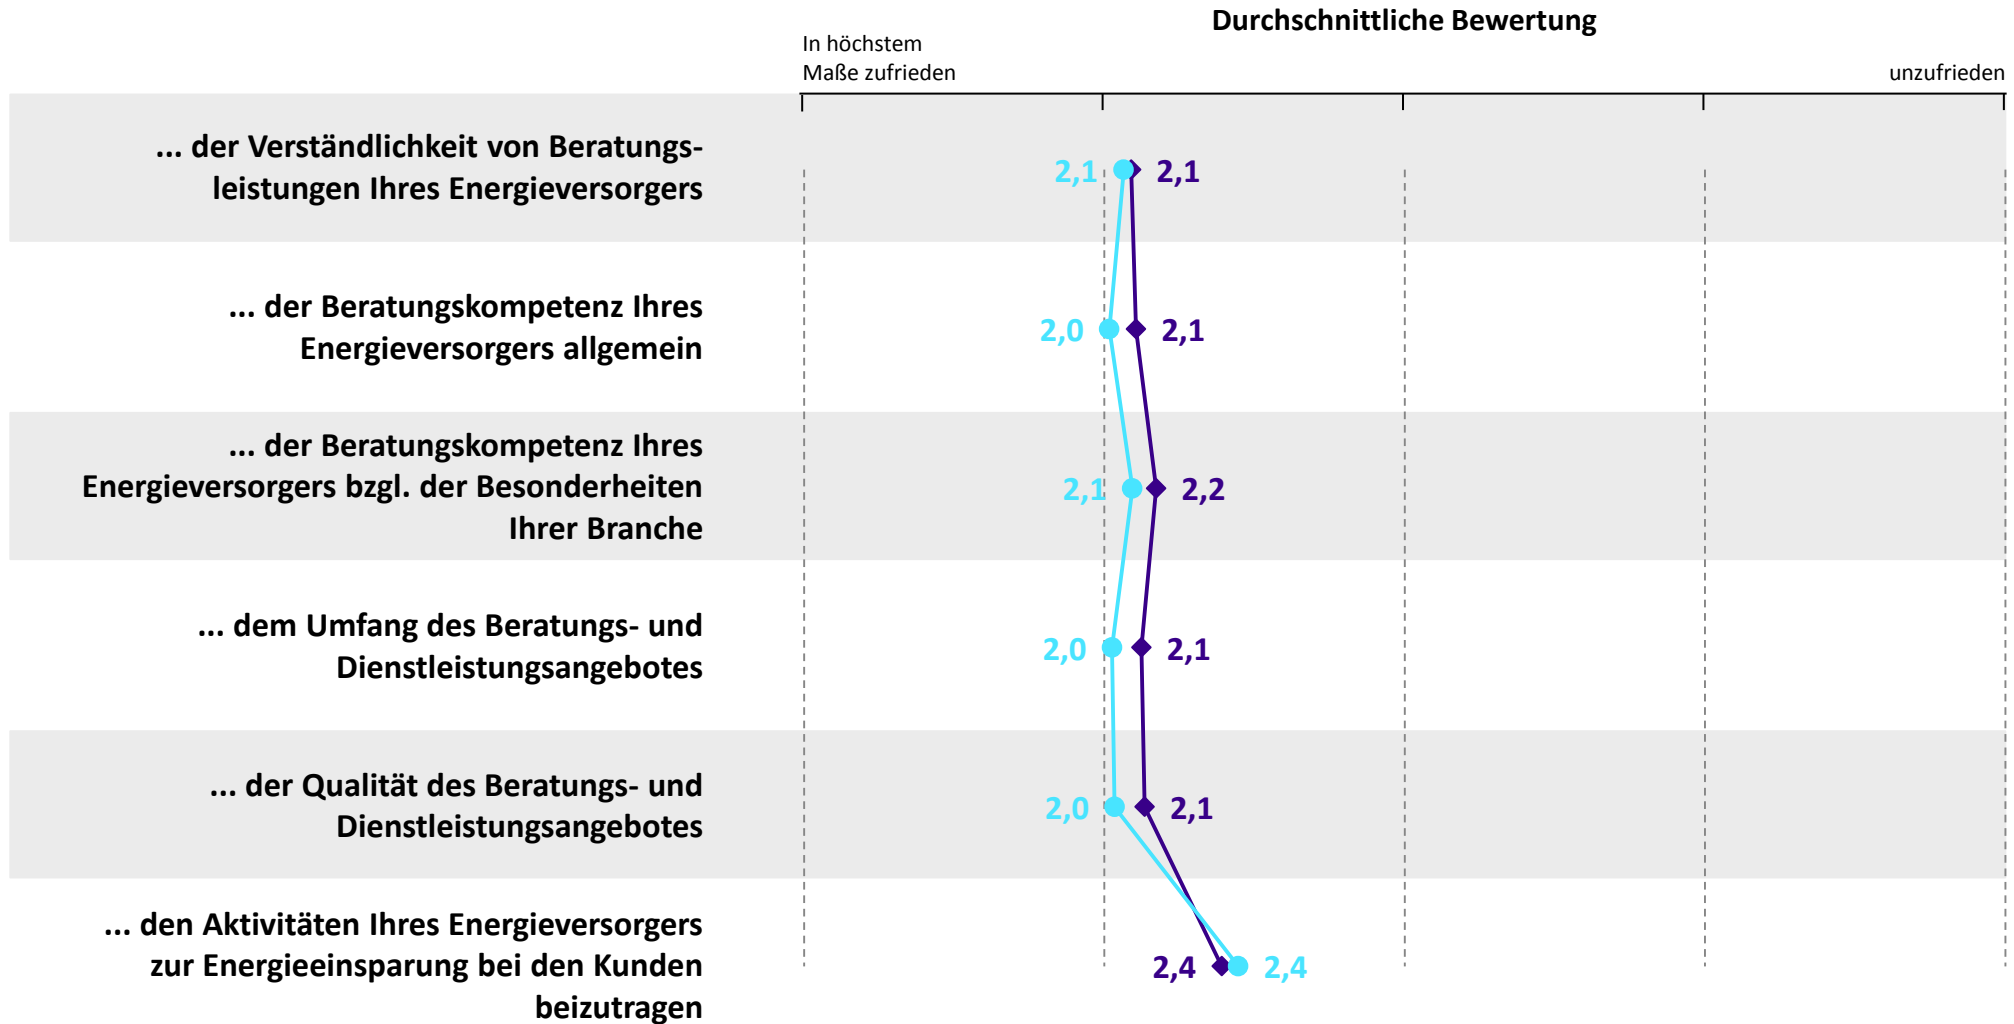 Durchschnittliche Bewertung
In höchstem
Maße zufrieden
unzufrieden
... der Verständlichkeit von Beratungs-
leistungen Ihres Energieversorgers
2,1 2,1
... der Beratungskompetenz Ihres
Energieversorgers allgemein
2,0 2,1
... der Beratungskompetenz Ihres
Energieversorgers bzgl. der Besonderheiten
Ihrer Branche
2,1 2,2
... dem Umfang des Beratungs- und
Dienstleistungsangebotes
2,0 2,1
... der Qualität des Beratungs- und
Dienstleistungsangebotes
2,0 2,1
... den Aktivitäten Ihres Energieversorgers
zur Energieeinsparung bei den Kunden
beizutragen
2,4 2,4